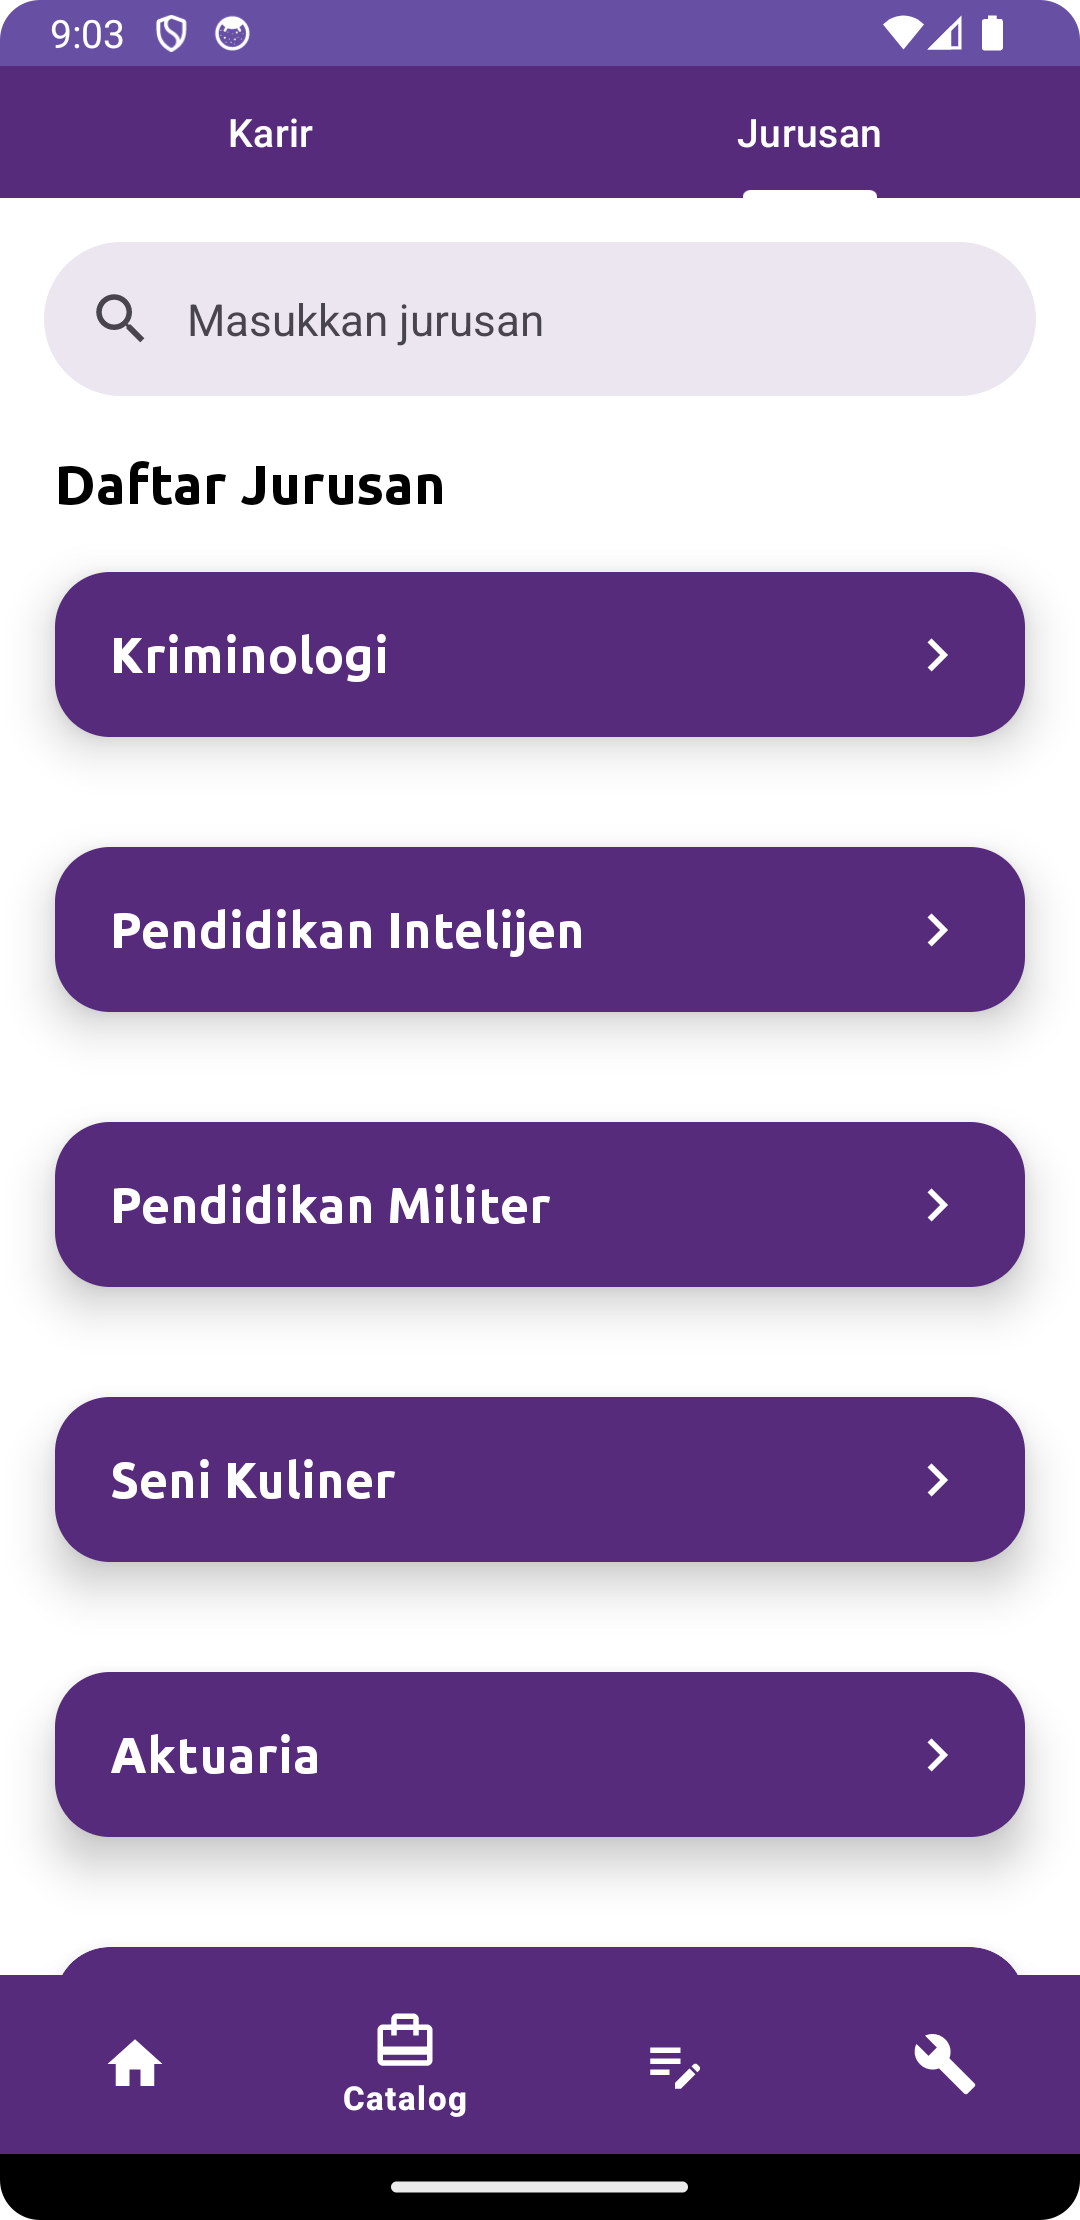 9:03
Karir
Jurusan
Masukkan jurusan
Daftar Jurusan
Kriminologi
Pendidikan Intelijen
Pendidikan Militer
Seni Kuliner
Aktuaria
Catalog